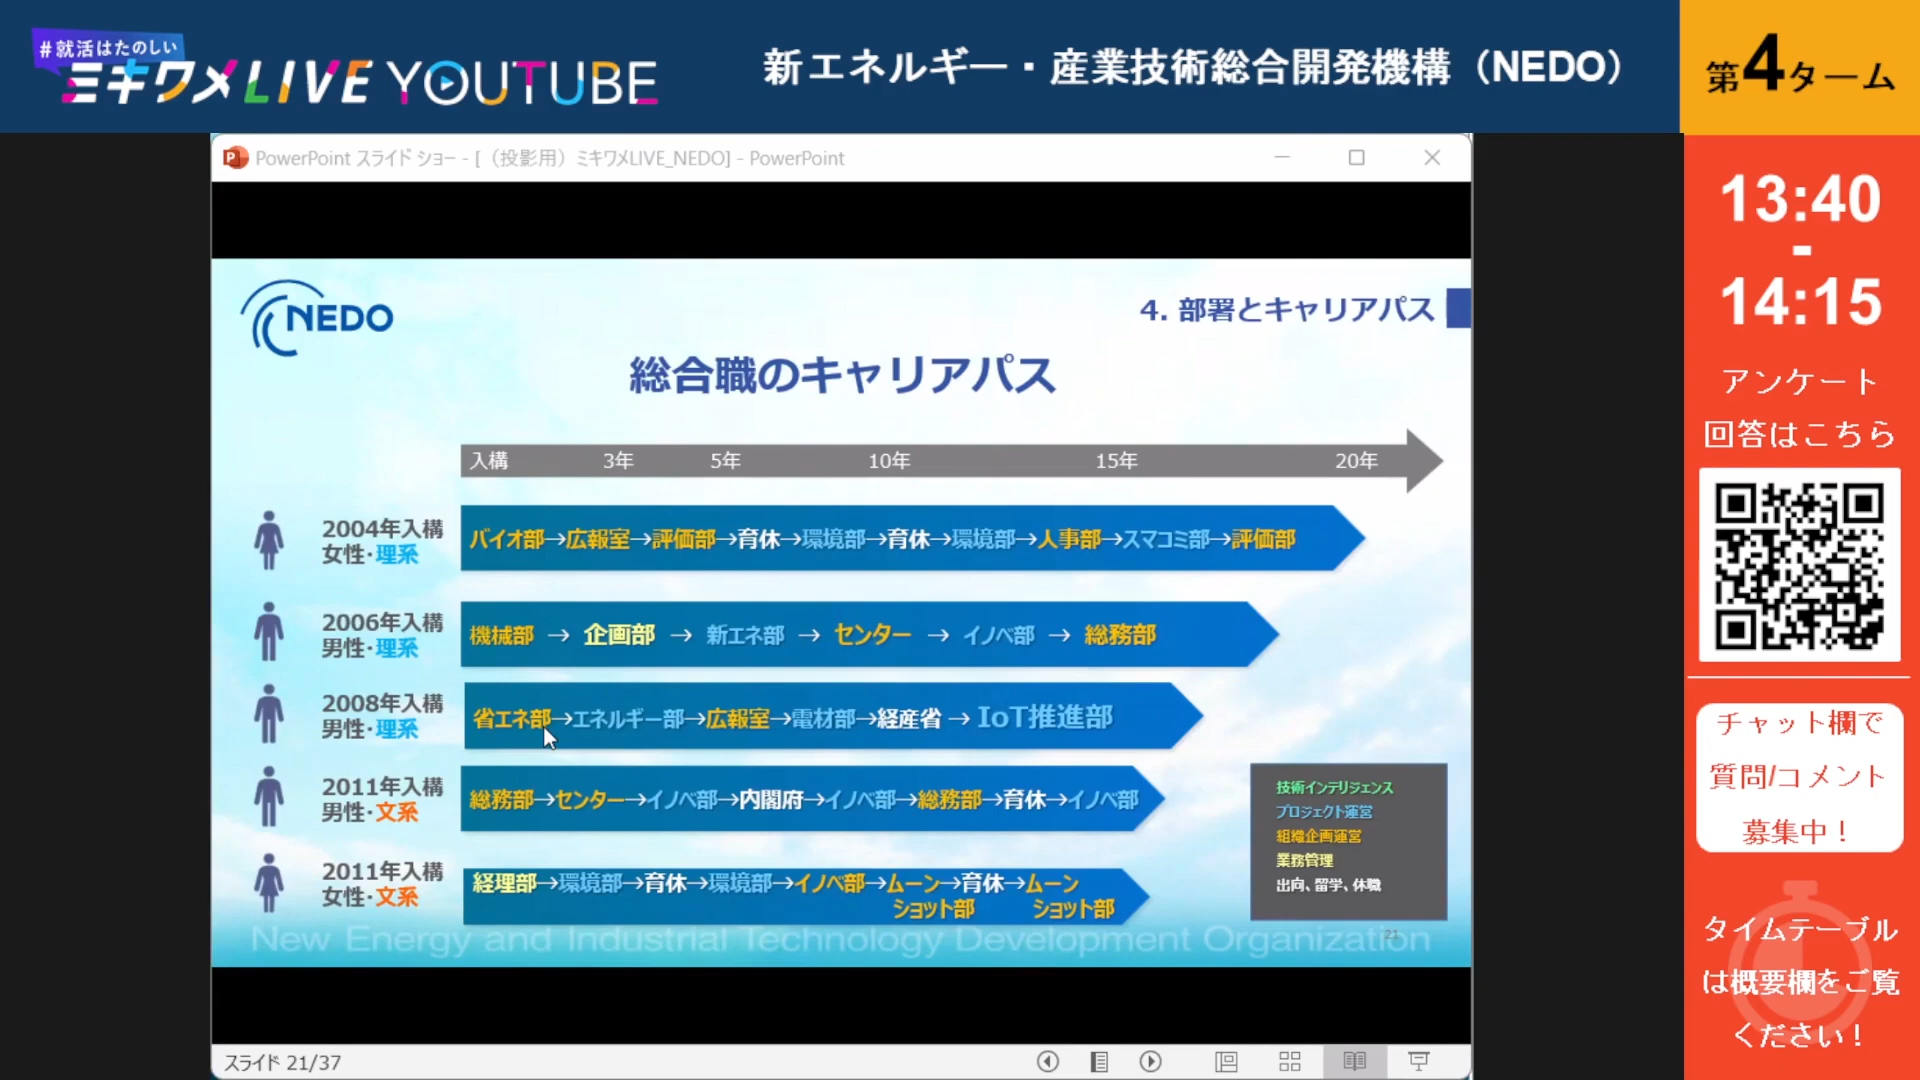 #就活はたのしい
ミキワメLIVE YOUTUBE
新エネルギー・産業技術総合開発機構（NEDO）
第4ターム
PowerPoint スライド ショー - [（投影用）ミキワメLIVE_NEDO] - PowerPoint
NEDO
4. 部署とキャリアパス
総合職のキャリアパス
入構 3年 5年 10年 15年 20年
2004年入構
女性･理系
バイオ部→広報室→評価部→育休→環境部→育休→環境部→人事部→スマコミ部→評価部
2006年入構
男性･理系
機械部 → 企画部 → 新エネ部 → センター → イノベ部 → 総務部
2008年入構
男性･理系
省エネ部→エネルギー部→広報室→電材部→経産省→IoT推進部
2011年入構
男性･文系
総務部→センター→イノベ部→内閣府→イノベ部→総務部→育休→イノベ部
2011年入構
女性･文系
経理部→環境部→育休→環境部→イノベ部→ムーン→育休→ムーン
ショット部 ショット部
技術インテリジェンス
プロジェクト運営
組織企画運営
業務管理
出向、留学、休職
New Energy and Industrial Technology Development Organization
21
スライド 21/37
13:40
-
14:15
アンケート
回答はこちら
チャット欄で
質問/コメント
募集中！
タイムテーブル
は概要欄をご覧
ください！